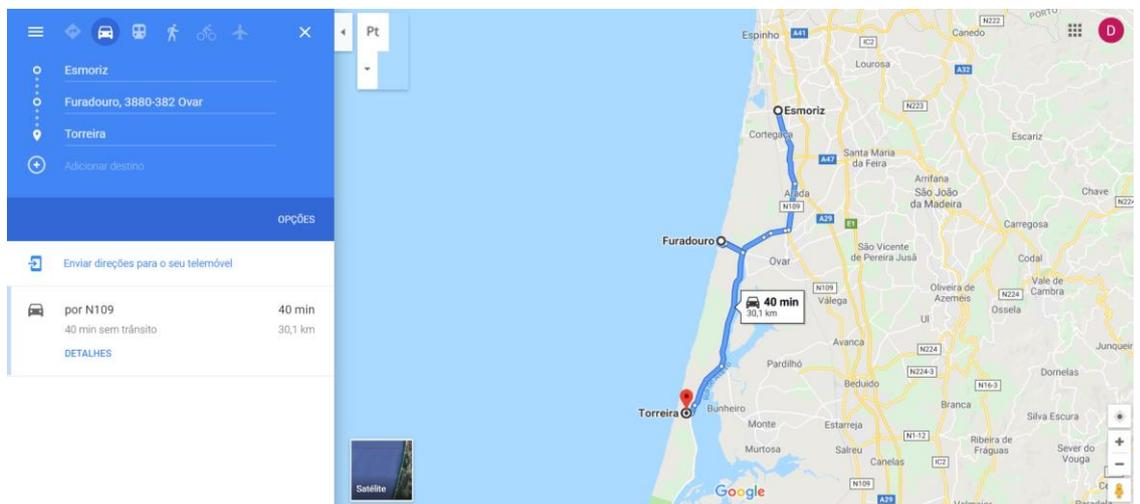 Esmoriz
Furadouro, 3880-382 Ovar
Torreira
Adicionar destino
OPÇÕES
Enviar direções para o seu telemóvel
por N109
40 min
40 min sem trânsito
30,1 km
DETALHES
Pt
D
N222
PORTO
Espinho
A41
Canedo
IC2
Lourosa
A32
Esmoriz
N223
Cortegaça
Escariz
A47
Santa Maria
da Feira
Arrifana
Arada
São João
da Madeira
Chave
N109
A29
E1
Carregosa
Furadouro
São Vicente
de Pereira Jusã
Ovar
Codal
N109
Oliveira de
Azeméis
Vale de
Cambra
N224
40 min
30,1 km
Válega
Ossela
Ul
Avanca
N224
Junqueir
Pardilhó
N224-3
Dornelas
Beduido
N16-3
Torreira
Bunheiro
Branca
Silva Escura
Monte
Estarreja
Murtosa
N1-12
Ribeira de
Fráguas
Salreu
Sever do
Vouga
Canelas
IC2
Satélite
Google
N109
A29